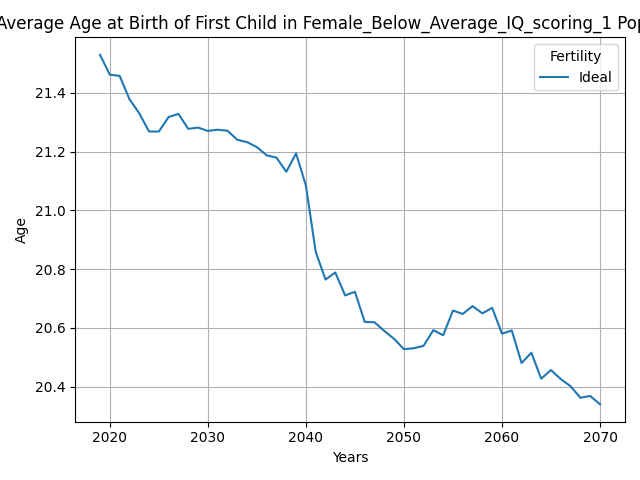 Average Age at Birth of First Child in Female_Below_Average_IQ_scoring_1 Pop
Fertility
Ideal
21.4
21.2
21.0
20.8
20.6
20.4
Age
2020 2030 2040 2050 2060 2070
Years